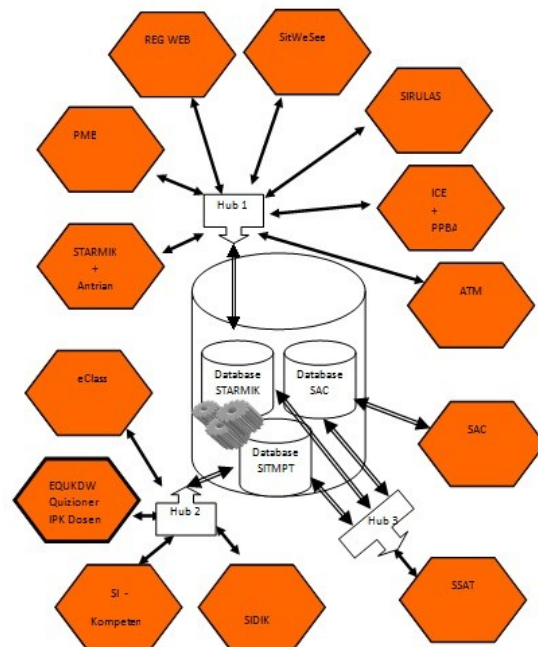 REG WEB
SitWeSee
SIRULAS
PMB
Hub 1
ICE
+
PPBA
STARMIK
+
Antrian
ATM
Database
STARMIK
Database
SAC
eClass
SAC
Database
SITMPT
EQUKDW
Quizioner
IPK Dosen
Hub 2
Hub 3
SI -
Kompeten
SIDIK
SSAT